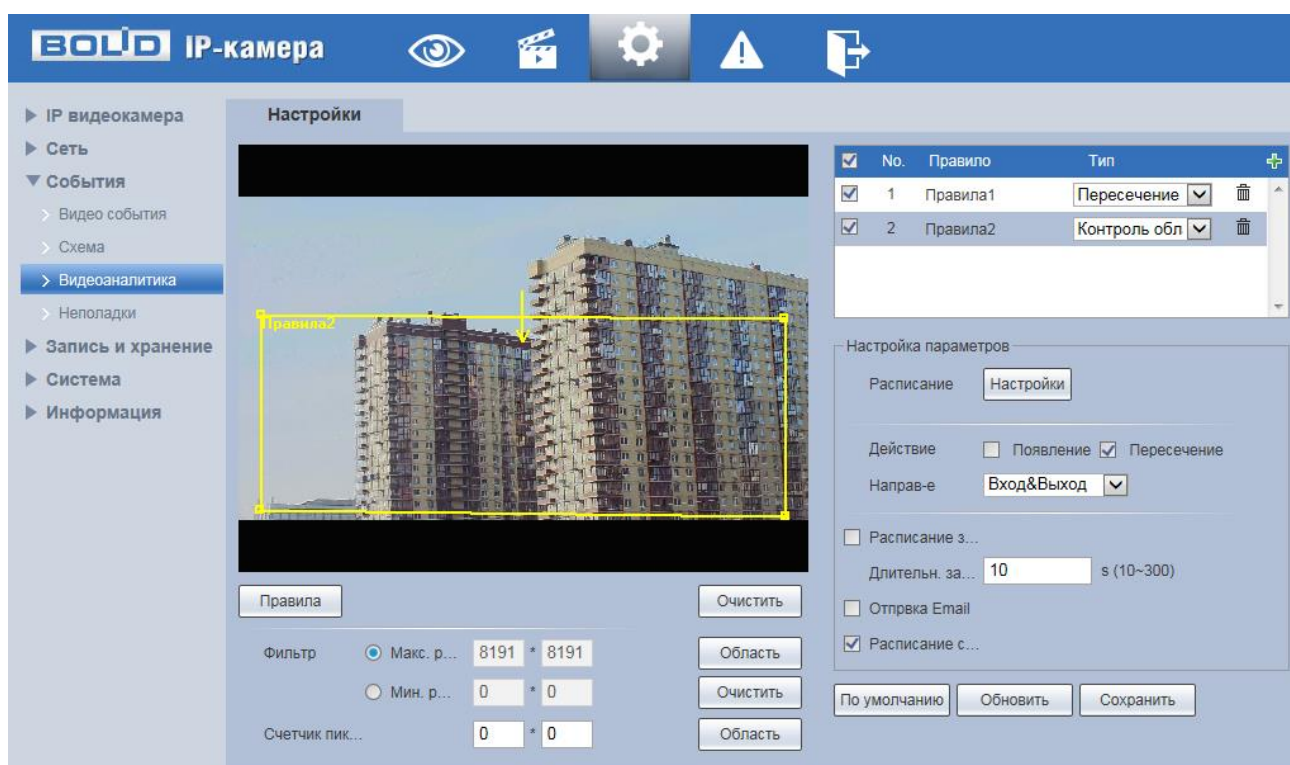 BOLID IP-камера
IP видеокамера
Сеть
События
Видео события
Схема
Видеоаналитика
Неполадки
Запись и хранение
Система
Информация
Настройки
Правила2
Правила
Очистить
Фильтр Макс. р... 8191 * 8191 Область
Мин. р... 0 * 0 Очистить
Счетчик пик... 0 * 0 Область
No. Правило Тип
1 Правила1 Пересечение
2 Правила2 Контроль обл
Настройка параметров
Расписание Настройки
Действие Появление Пересечение
Направ-е Вход&Выход
Расписание з...
Длительн. за... 10 s (10~300)
Отпрвка Email
Расписание с...
По умолчанию Обновить Сохранить